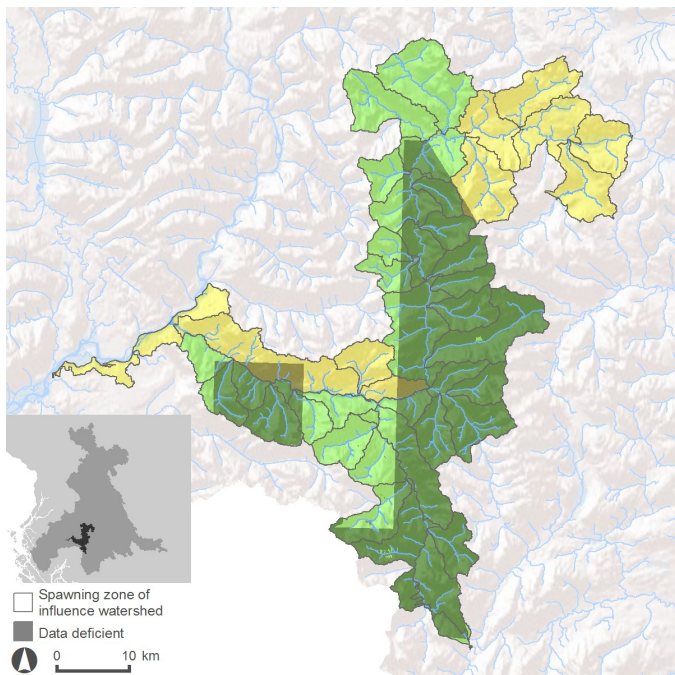 Spawning zone of
influence watershed
Data deficient
0 10 km